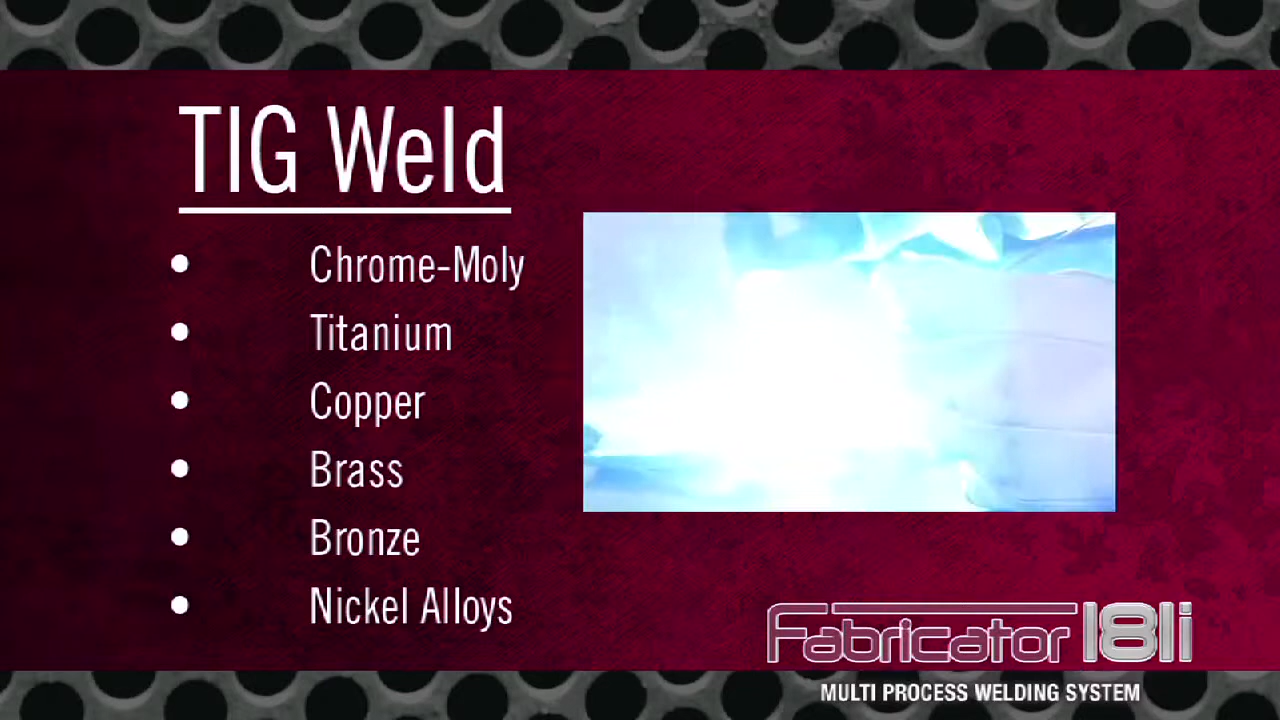 TIG Weld
• Chrome-Moly
• Titanium
• Copper
• Brass
• Bronze
• Nickel Alloys
Fabricator 181i
MULTI PROCESS WELDING SYSTEM